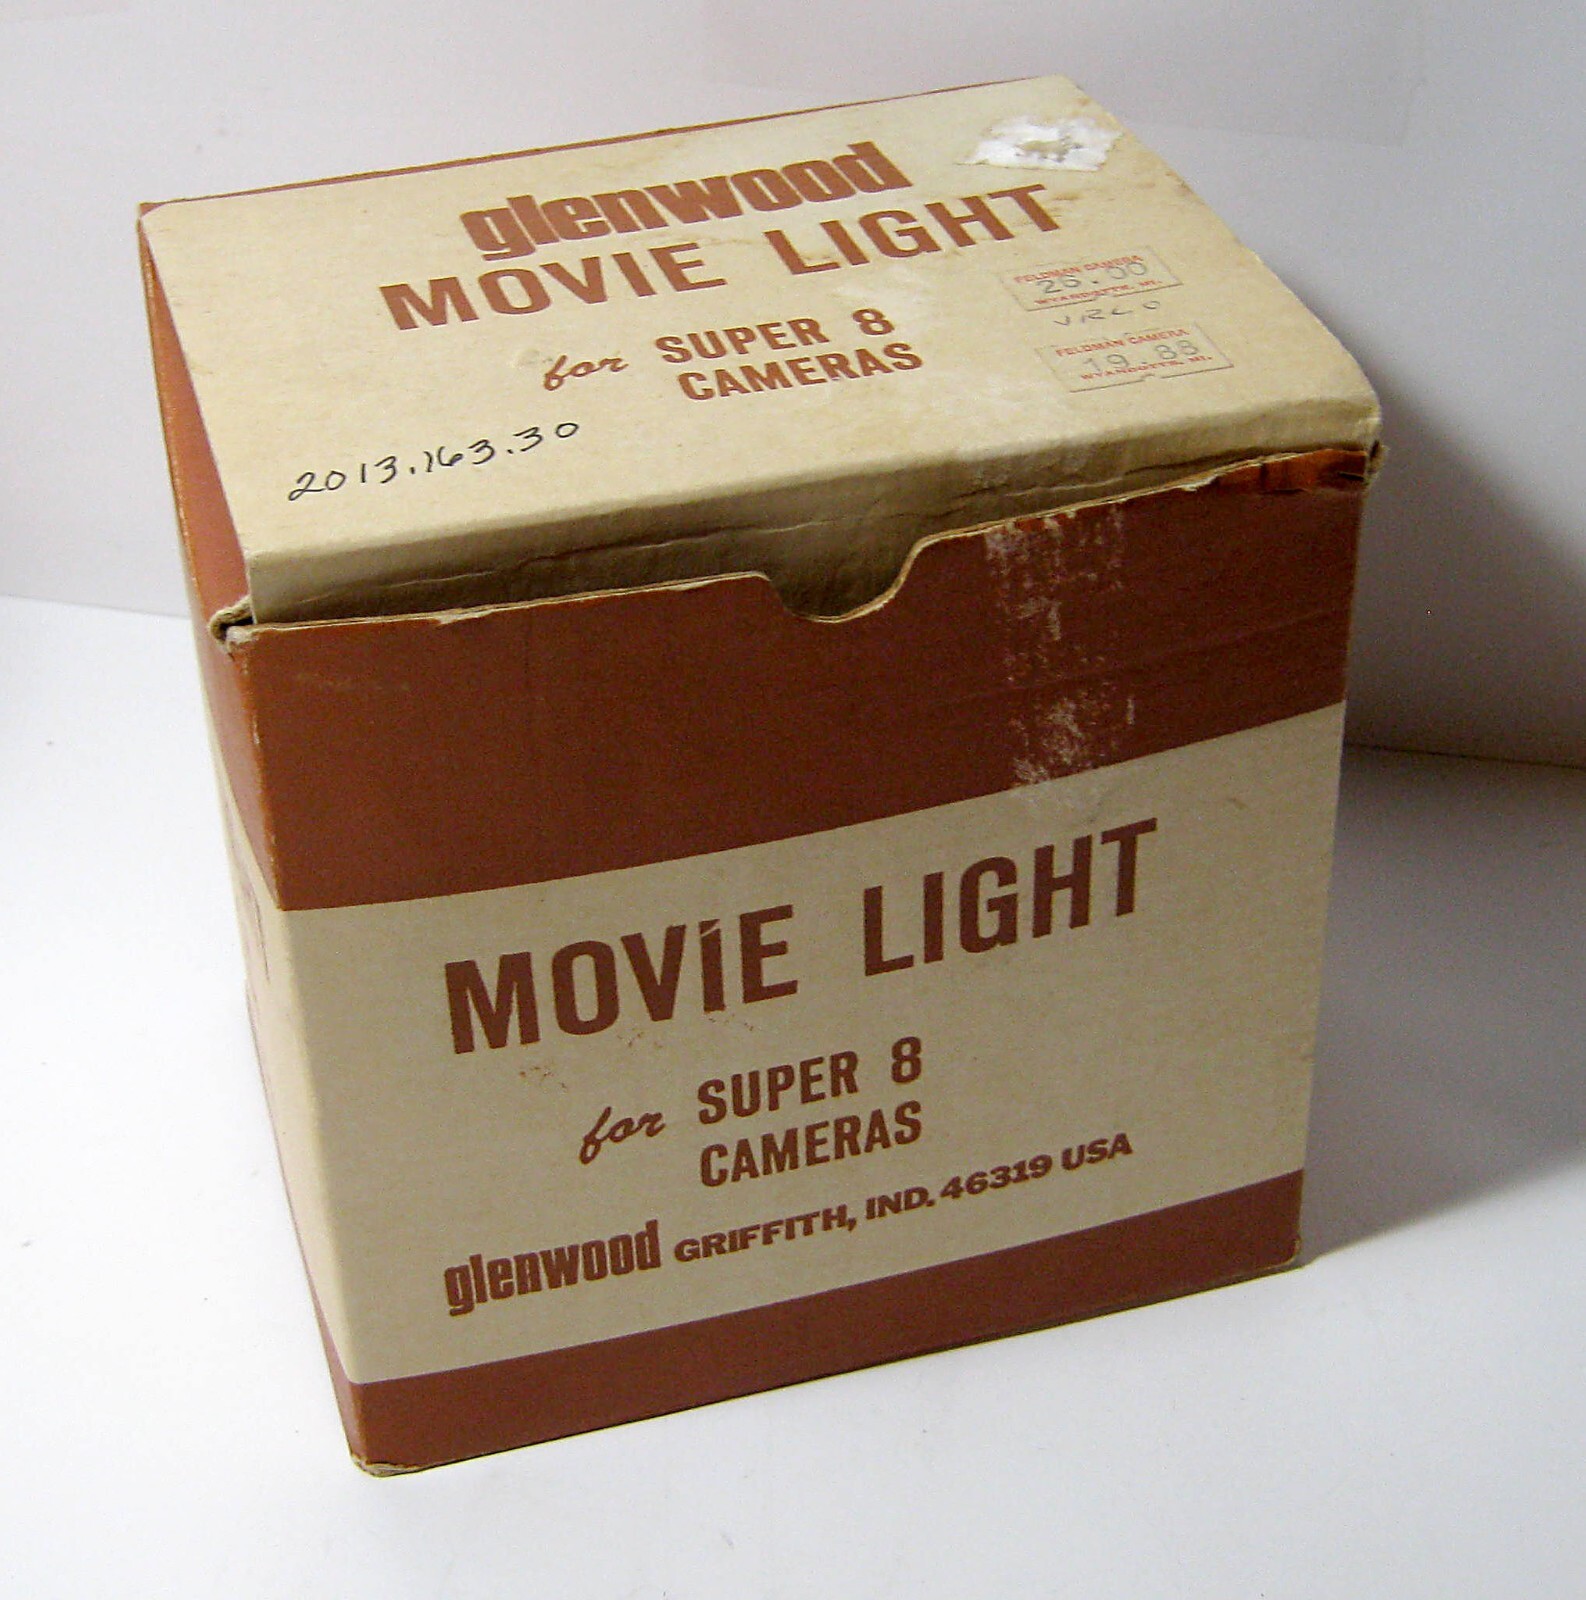 glenwood
MOVIE LIGHT
for SUPER 8
CAMERAS
FELDMAN CAMERA
WYANDOTTE, MI.
FELDMAN CAMERA
19.88
WYANDOTTE, MI.
2013.163.30
MOViE LIGHT
for SUPER 8
CAMERAS
glenwood GRIFFITH, IND. 46319 USA